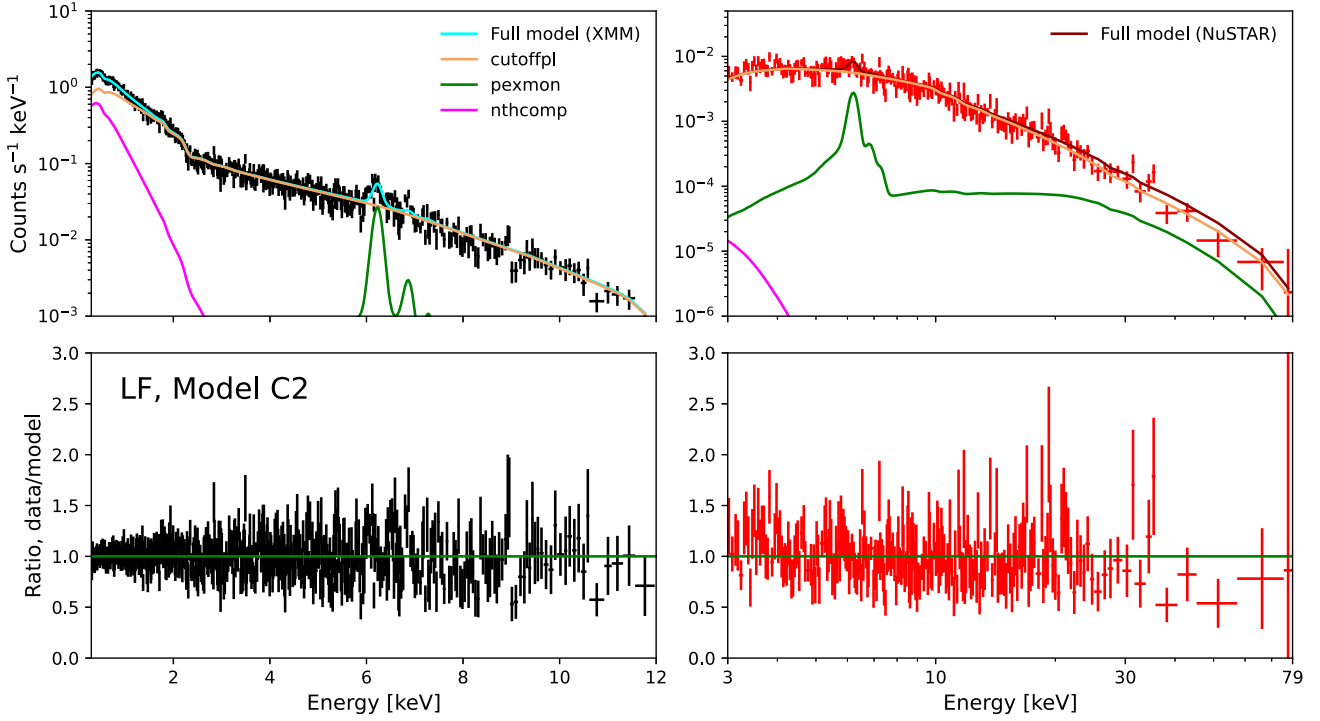 10¹
10⁰
10⁻¹
10⁻²
10⁻³
Counts s⁻¹ keV⁻¹
Full model (XMM)
cutoffpl
pexmon
nthcomp
10⁻²
10⁻³
10⁻⁴
10⁻⁵
10⁻⁶
Full model (NuSTAR)
3.0
2.5
2.0
1.5
1.0
0.5
0.0
Ratio, data/model
LF, Model C2
2 4 6 8 10 12
Energy [keV]
3.0
2.5
2.0
1.5
1.0
0.5
0.0
3 10 30 79
Energy [keV]